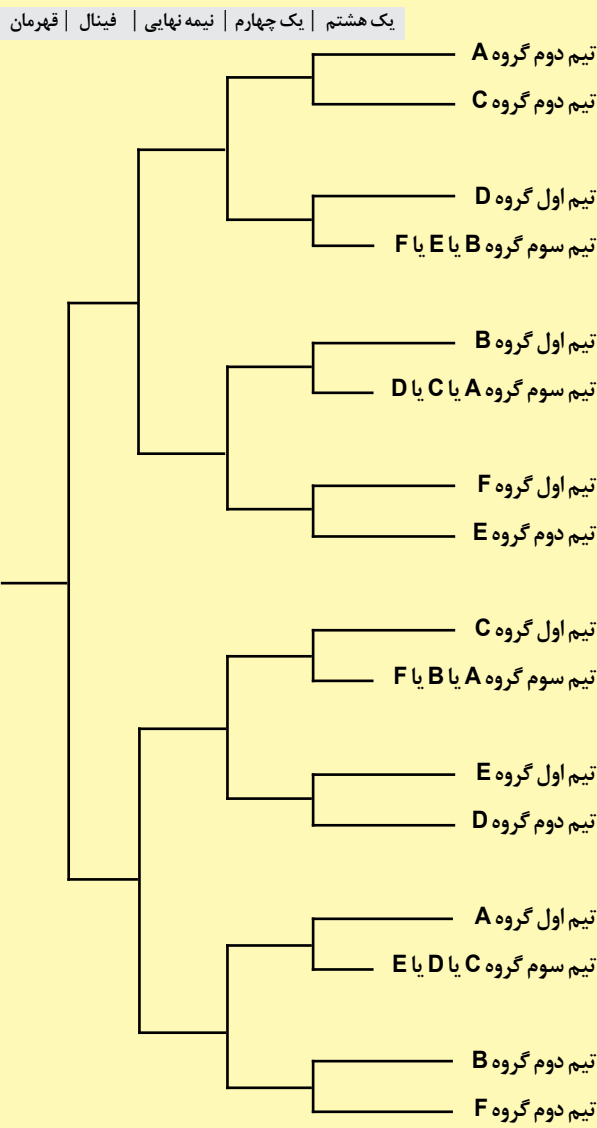 یک هشتم | یک چهارم | نیمه نهایی | فینال | قهرمان
تیم دوم گروه A
تیم دوم گروه C
تیم اول گروه D
تیم سوم گروه B یا E یا F
تیم اول گروه B
تیم سوم گروه A یا C یا D
تیم اول گروه F
تیم دوم گروه E
تیم اول گروه C
تیم سوم گروه A یا B یا F
تیم اول گروه E
تیم دوم گروه D
تیم اول گروه A
تیم سوم گروه C یا D یا E
تیم دوم گروه B
تیم دوم گروه F